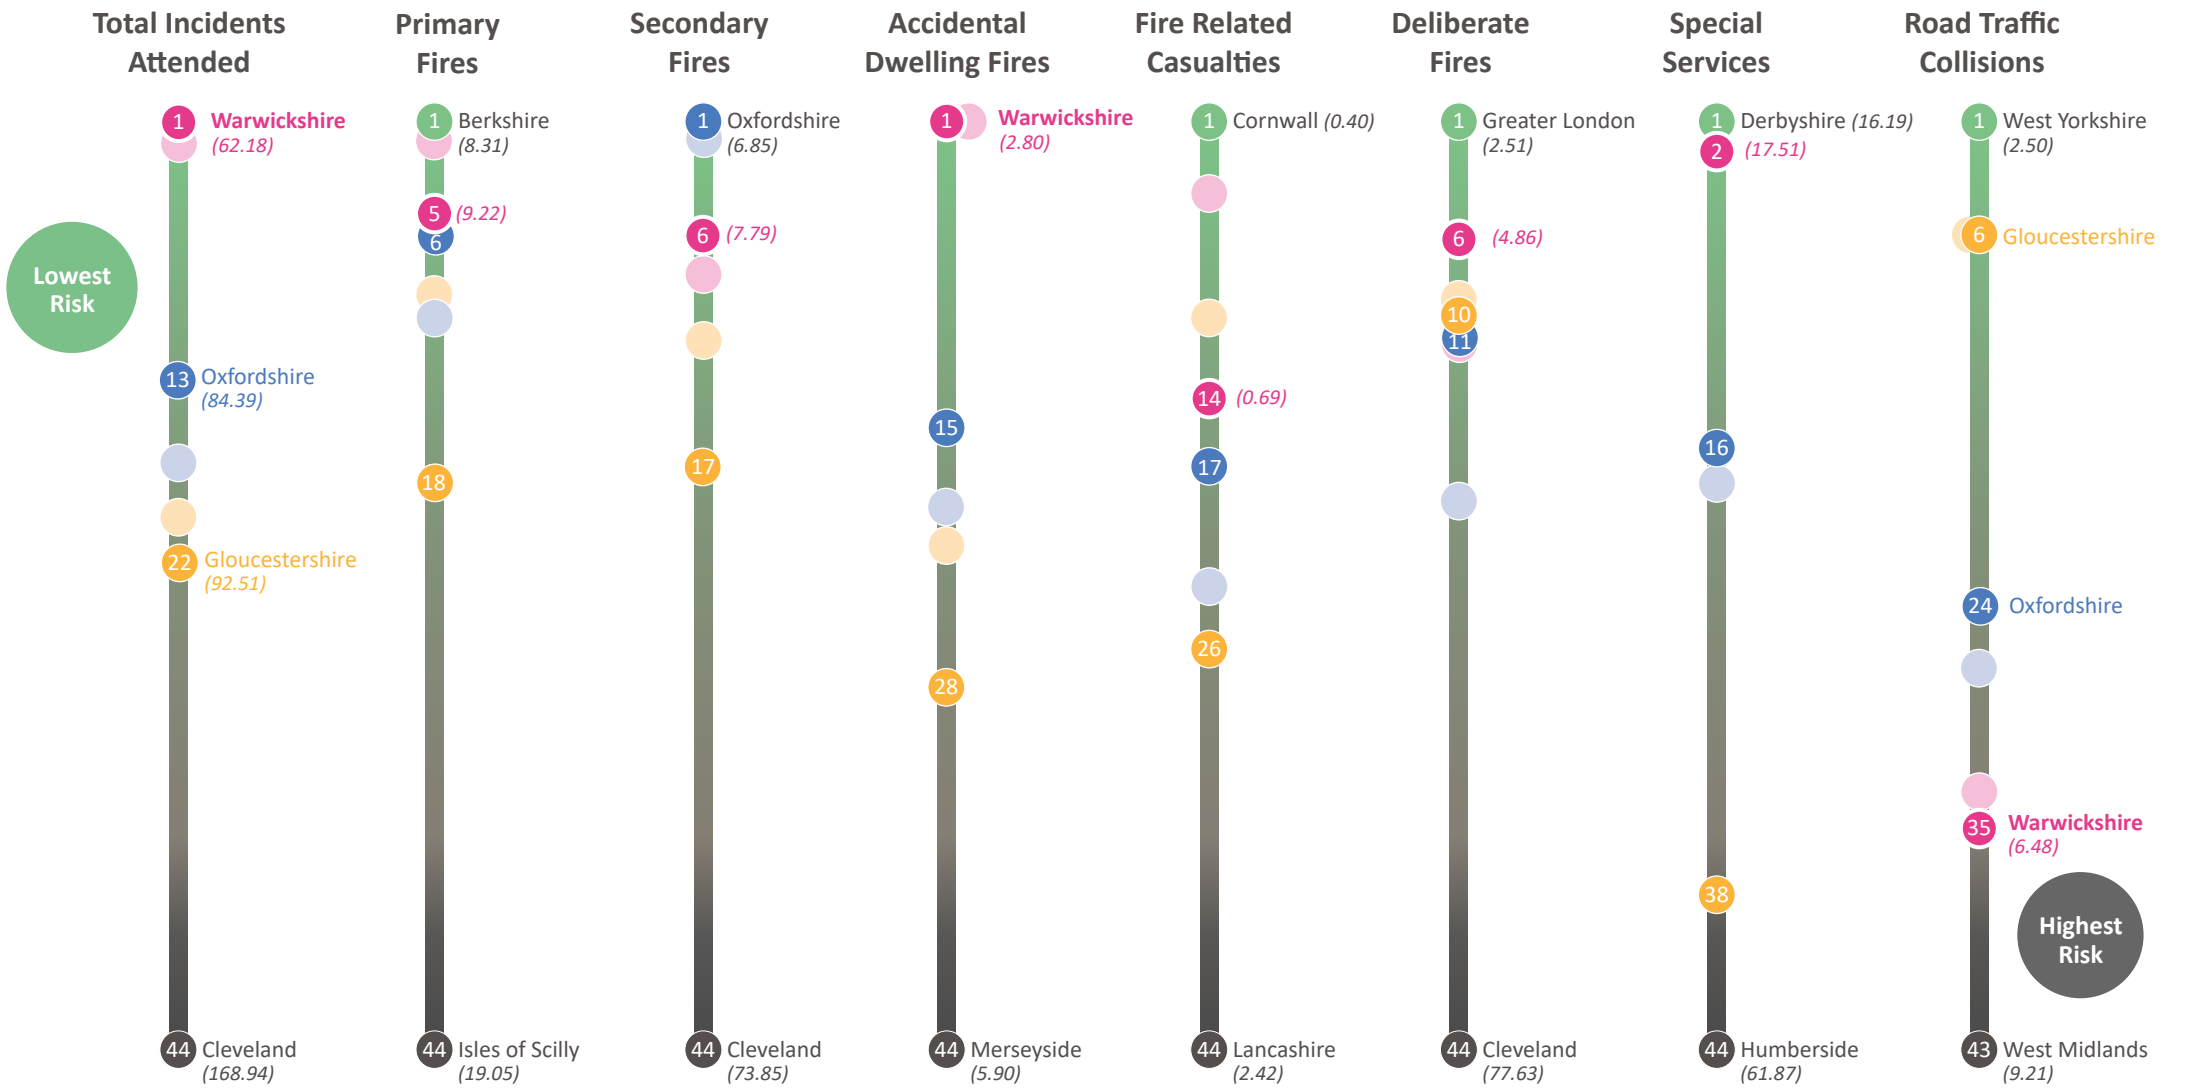 Total Incidents
Attended
1 Warwickshire
(62.18)
13 Oxfordshire
(84.39)
22 Gloucestershire
(92.51)
44 Cleveland
(168.94)
Lowest
Risk
Primary
Fires
1 Berkshire
(8.31)
5 (9.22)
6
18
44 Isles of Scilly
(19.05)
Secondary
Fires
1 Oxfordshire
(6.85)
6 (7.79)
17
44 Cleveland
(73.85)
Accidental
Dwelling Fires
1 Warwickshire
(2.80)
15
28
44 Merseyside
(5.90)
Fire Related
Casualties
1 Cornwall (0.40)
14 (0.69)
17
26
44 Lancashire
(2.42)
Deliberate
Fires
1 Greater London
(2.51)
6 (4.86)
10
11
44 Cleveland
(77.63)
Special
Services
1 Derbyshire (16.19)
2 (17.51)
16
38
44 Humberside
(61.87)
Road Traffic
Collisions
1 West Yorkshire
(2.50)
6 Gloucestershire
24 Oxfordshire
35 Warwickshire
(6.48)
Highest
Risk
43 West Midlands
(9.21)